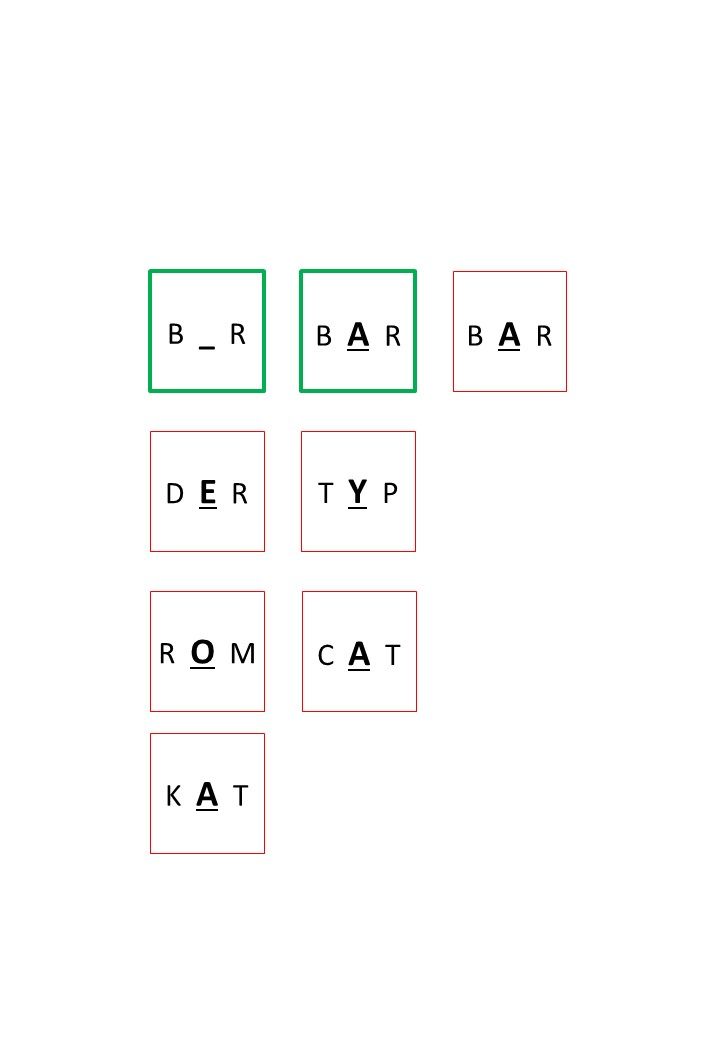 B _ R
B A R
B A R
D E R
T Y P
R O M
C A T
K A T